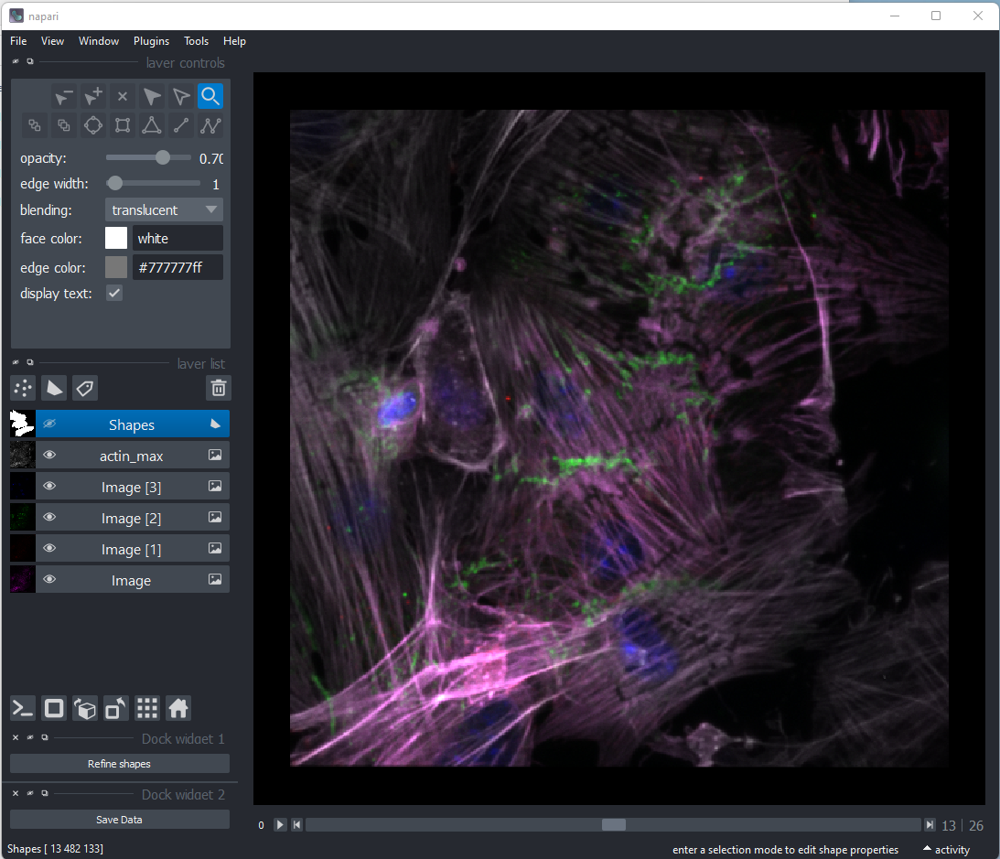 napari
File View Window Plugins Tools Help
layer controls
opacity: 0.70
edge width: 1
blending: translucent
face color: white
edge color: #777777ff
display text:
layer list
Shapes
actin_max
Image [3]
Image [2]
Image [1]
Image
Dock widget 1
Refine shapes
Dock widget 2
Save Data
0 13 | 26
Shapes [ 13 482 133] enter a selection mode to edit shape properties activity